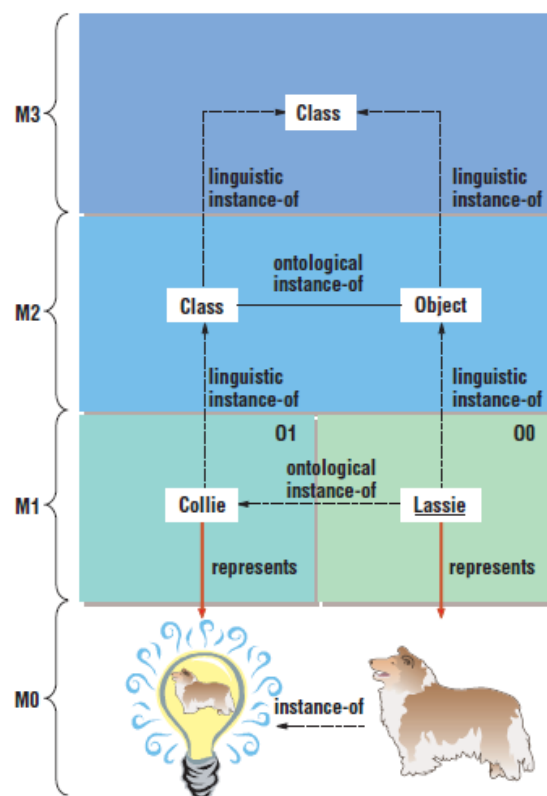 M3
Class
linguistic
instance-of
linguistic
instance-of
M2
ontological
instance-of
Class
Object
linguistic
instance-of
linguistic
instance-of
M1
O1
O0
ontological
instance-of
Collie
Lassie
represents
represents
M0
instance-of